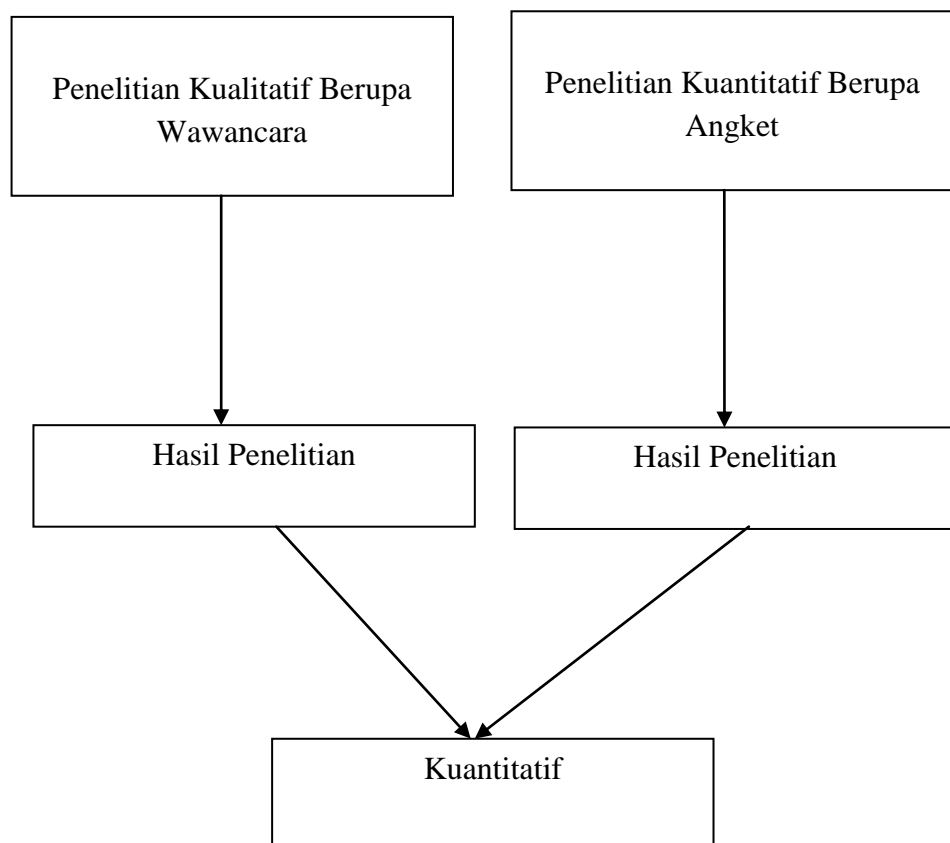 Penelitian Kualitatif Berupa
Wawancara
Penelitian Kuantitatif Berupa
Angket
Hasil Penelitian
Hasil Penelitian
Kuantitatif